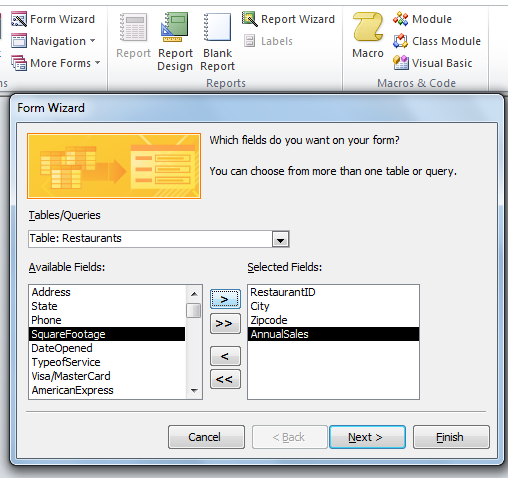 Form Wizard
Navigation
More Forms
ms
Report
Report
Design
Blank
Report
Report Wizard
Labels
Reports
Macro
Module
Class Module
Visual Basic
Macros & Code
Form Wizard
Which fields do you want on your form?
You can choose from more than one table or query.
Tables/Queries
Table: Restaurants
Available Fields:
Selected Fields:
Address
State
Phone
SquareFootage
DateOpened
TypeofService
Visa/MasterCard
AmericanExpress
>
>>
<
<<
RestaurantID
City
Zipcode
AnnualSales
Cancel
< Back
Next >
Finish